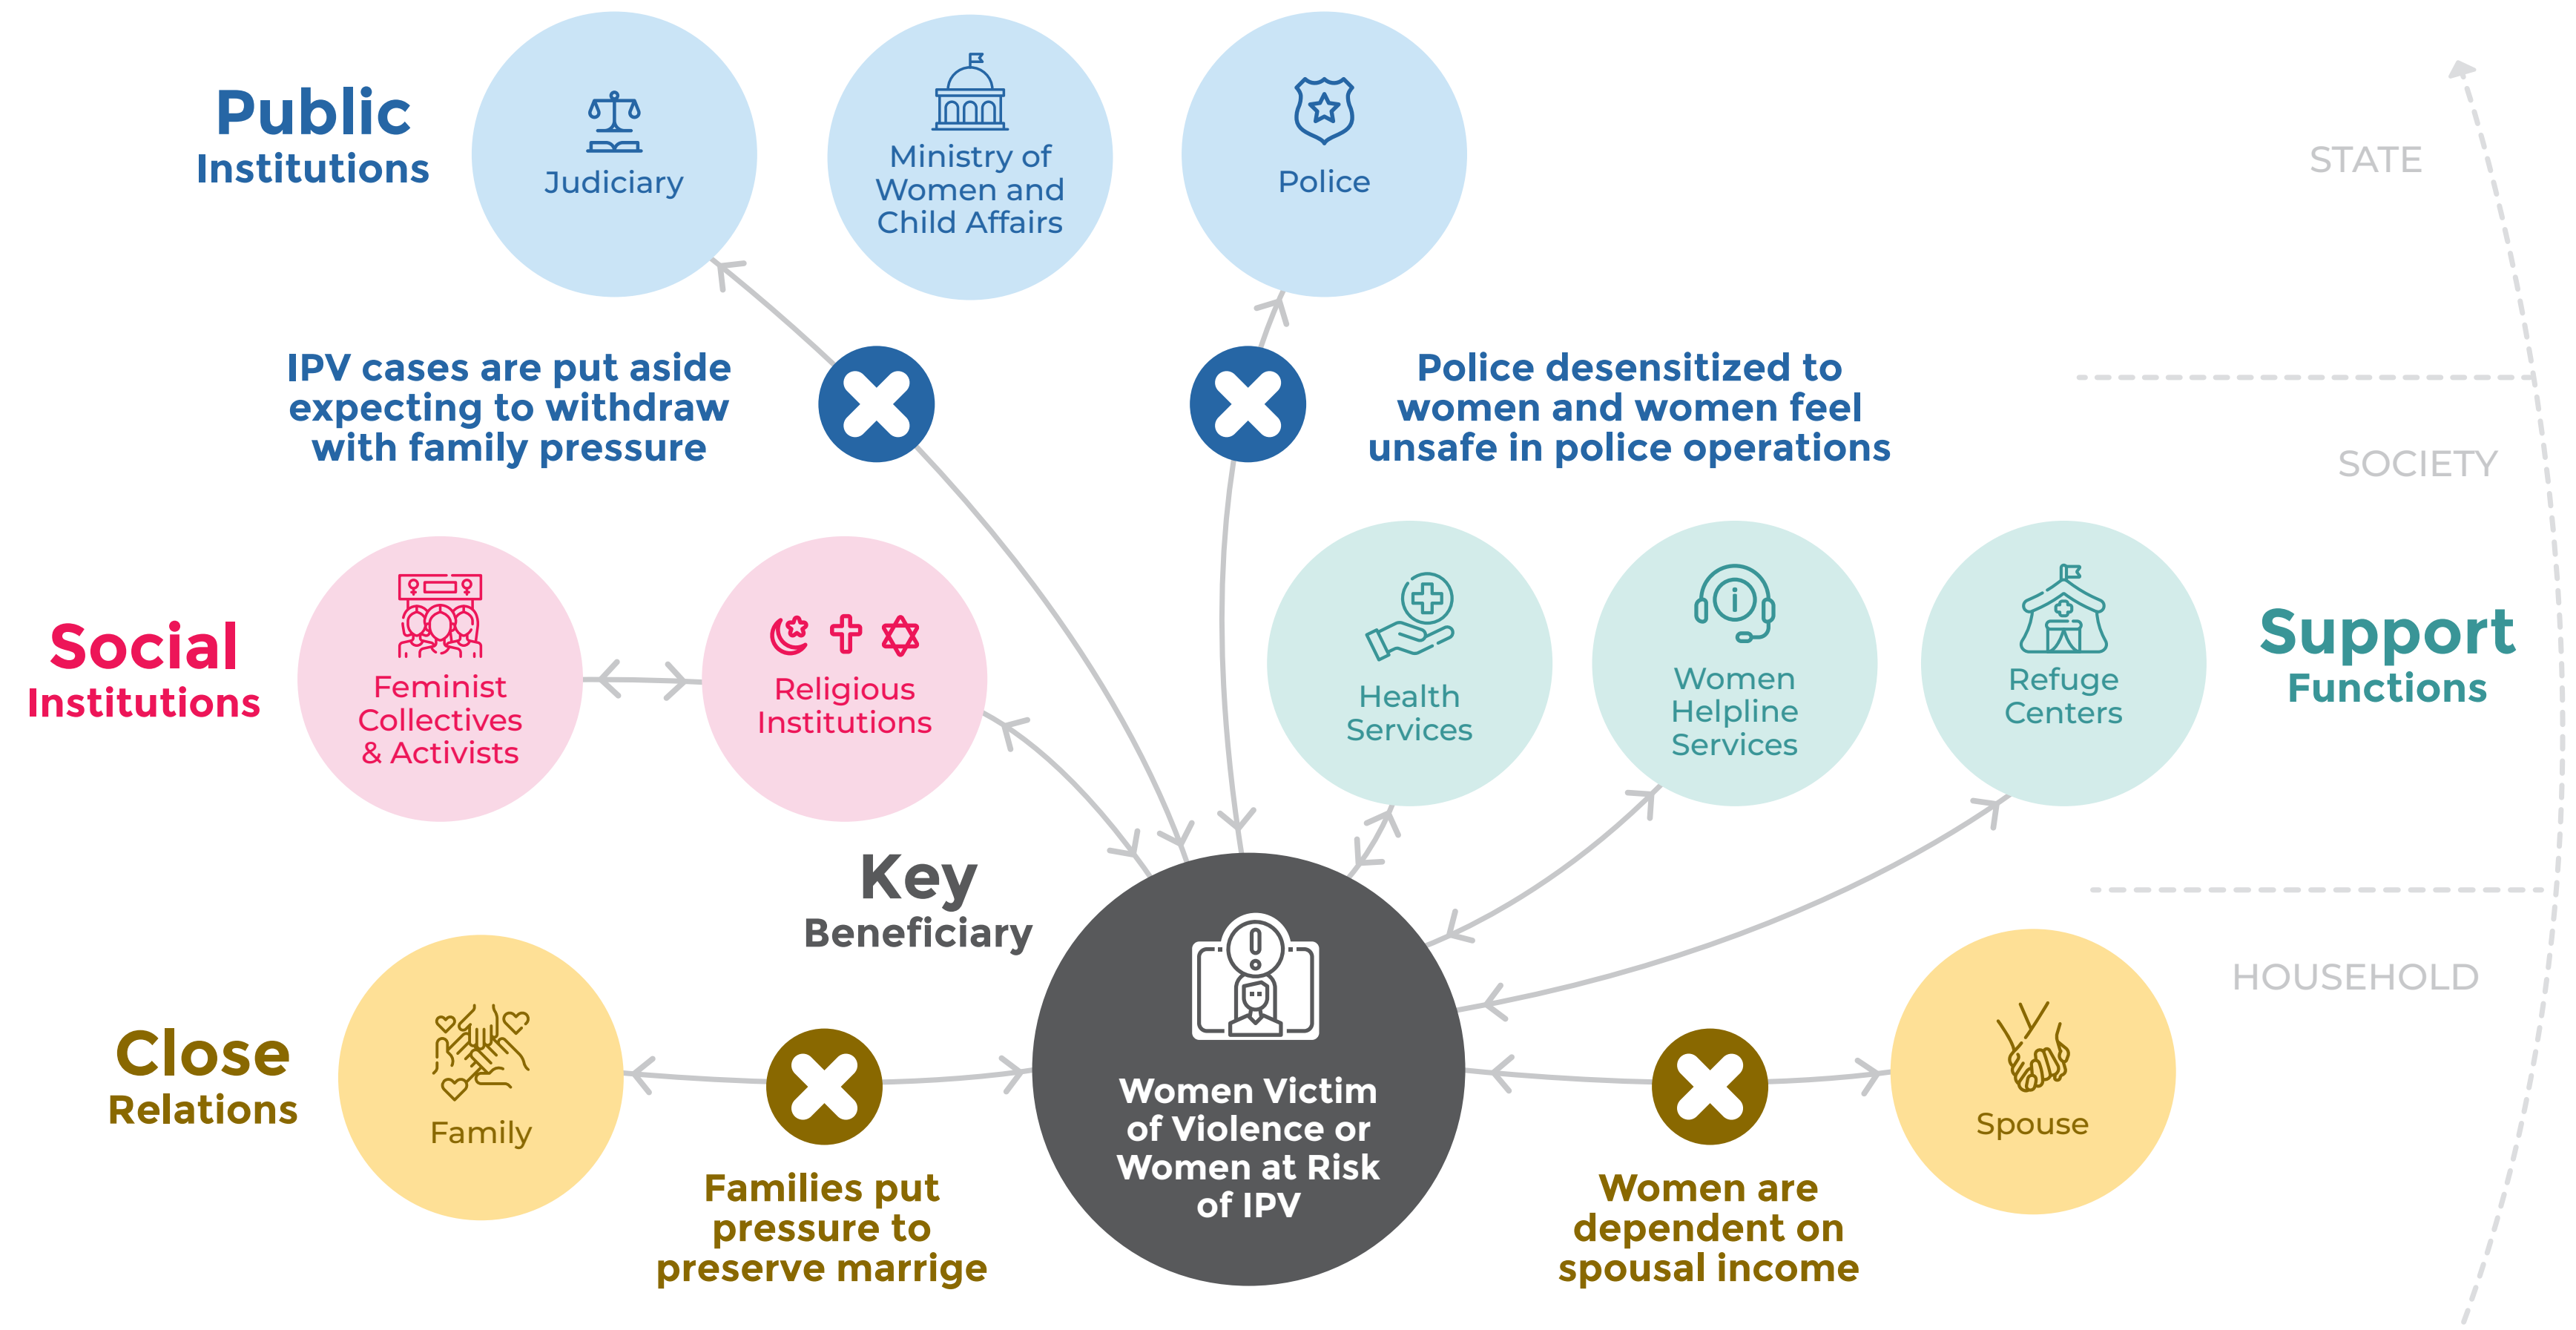 Public
Institutions
Judiciary
Ministry of
Women and
Child Affairs
Police
STATE
IPV cases are put aside
expecting to withdraw
with family pressure
Police desensitized to
women and women feel
unsafe in police operations
SOCIETY
Social
Institutions
Feminist
Collectives
& Activists
Religious
Institutions
Health
Services
Women
Helpline
Services
Refuge
Centers
Support
Functions
Key
Beneficiary
HOUSEHOLD
Close
Relations
Family
Families put
pressure to
preserve marrige
Women Victim
of Violence or
Women at Risk
of IPV
Women are
dependent on
spousal income
Spouse